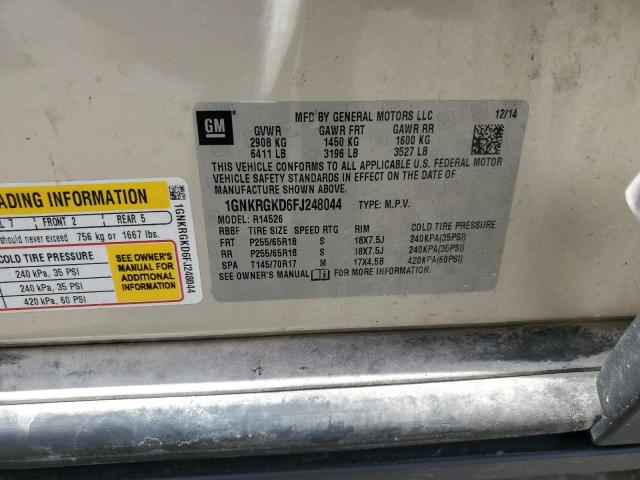 GM
MFD BY GENERAL MOTORS LLC 12/14
GVWR GAWR FRT GAWR RR
2908 KG 1450 KG 1600 KG
6411 LB 3196 LB 3527 LB
THIS VEHICLE CONFORMS TO ALL APPLICABLE U.S. FEDERAL MOTOR
VEHICLE SAFETY STANDARDS IN EFFECT ON THE DATE OF
MANUFACTURE SHOWN ABOVE.
1GNKRGKD6FJ248044 TYPE: M.P.V.
MODEL: R14526
RBBF TIRE SIZE SPEED RTG RIM COLD TIRE PRESSURE
FRT P255/65R18 S 18X7.5J 240KPA(35PSI)
RR P255/65R18 S 18X7.5J 240KPA(35PSI)
SPA T145/70R17 M 17X4.5B 420KPA(60PSI)
SEE OWNER'S MANUAL FOR MORE INFORMATION.
ADING INFORMATION
7 FRONT 2 REAR 5
should never exceed 756 kg or 1667 lbs.
COLD TIRE PRESSURE
240 kPa, 35 PSI
240 kPa, 35 PSI
420 kPa, 60 PSI
SEE OWNER'S
MANUAL FOR
ADDITIONAL
INFORMATION
1GNKRGKD6FJ248044